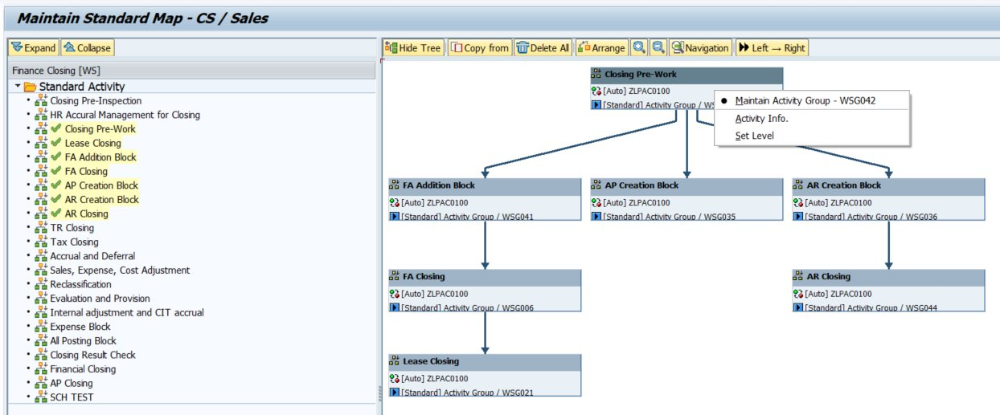 Maintain Standard Map - CS / Sales
Expand Collapse
Hide Tree Copy from Delete All Arrange Navigation Left → Right
Finance Closing [WS]
Standard Activity
Closing Pre-Inspection
HR Accural Management for Closing
Closing Pre-Work
Lease Closing
FA Addition Block
FA Closing
AP Creation Block
AR Creation Block
AR Closing
TR Closing
Tax Closing
Accrual and Deferral
Sales, Expense, Cost Adjustment
Reclassification
Evaluation and Provision
Internal adjustment and CIT accrual
Expense Block
All Posting Block
Closing Result Check
Financial Closing
AP Closing
SCH TEST
Closing Pre-Work
[Auto] ZLPAC0100
[Standard] Activity Group / WS
Maintain Activity Group - WSG042
Activity Info.
Set Level
FA Addition Block
[Auto] ZLPAC0100
[Standard] Activity Group / WSG041
AP Creation Block
[Auto] ZLPAC0100
[Standard] Activity Group / WSG035
AR Creation Block
[Auto] ZLPAC0100
[Standard] Activity Group / WSG036
FA Closing
[Auto] ZLPAC0100
[Standard] Activity Group / WSG006
AR Closing
[Auto] ZLPAC0100
[Standard] Activity Group / WSG044
Lease Closing
[Auto] ZLPAC0100
[Standard] Activity Group / WSG021